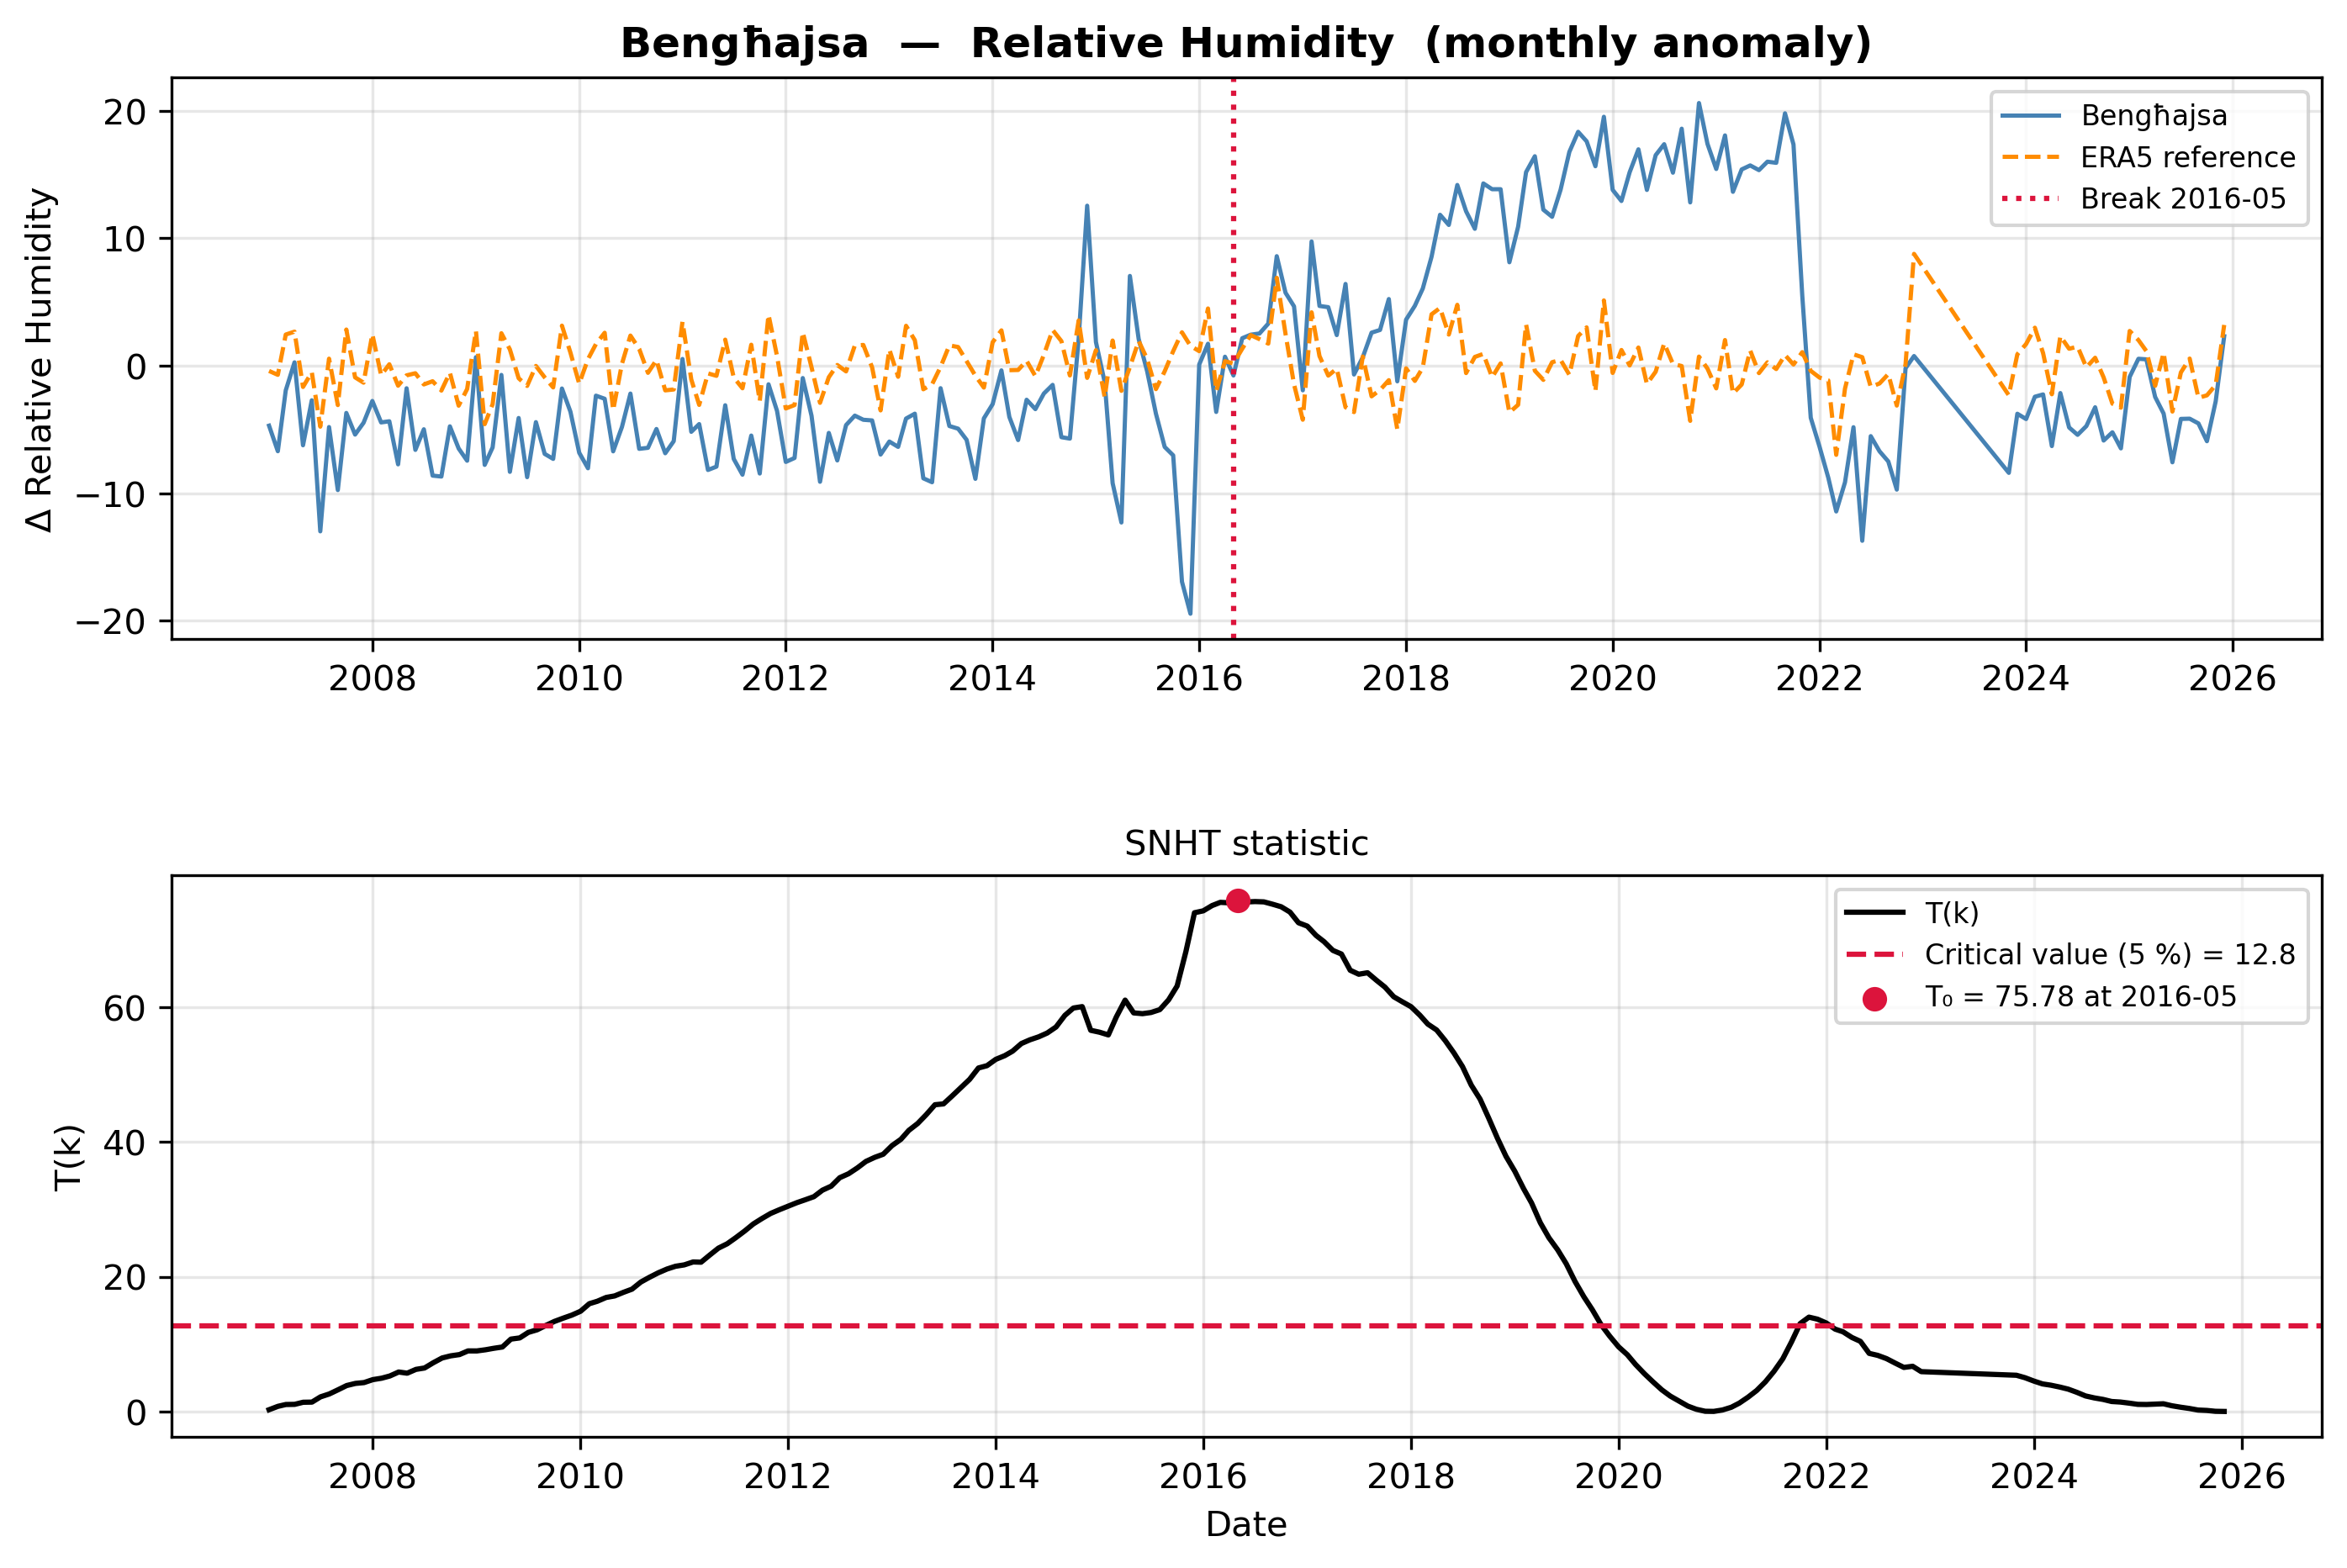 Bengħajsa — Relative Humidity (monthly anomaly)
Δ Relative Humidity
20
10
0
−10
−20
Bengħajsa
ERA5 reference
Break 2016-05
2008 2010 2012 2014 2016 2018 2020 2022 2024 2026
SNHT statistic
T(k)
60
40
20
0
T(k)
Critical value (5 %) = 12.8
T₀ = 75.78 at 2016-05
2008 2010 2012 2014 2016 2018 2020 2022 2024 2026
Date